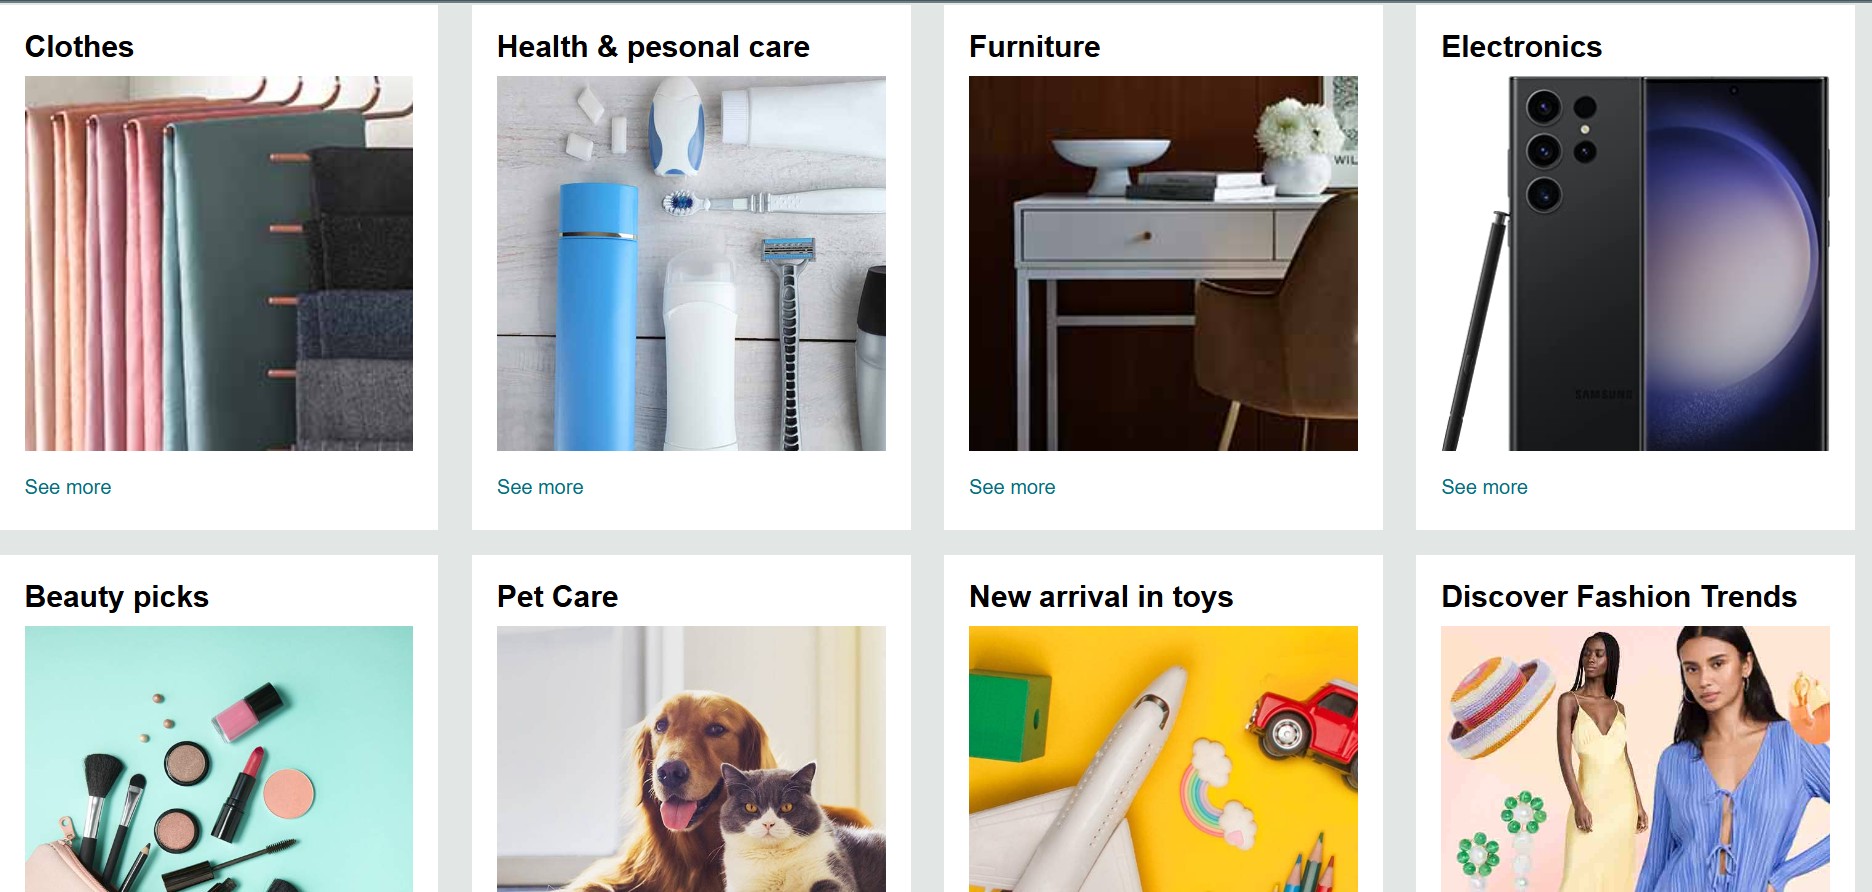 Clothes
Health & pesonal care
Furniture
Electronics
WIL
SAMSUNG
See more
See more
See more
See more
Beauty picks
Pet Care
New arrival in toys
Discover Fashion Trends